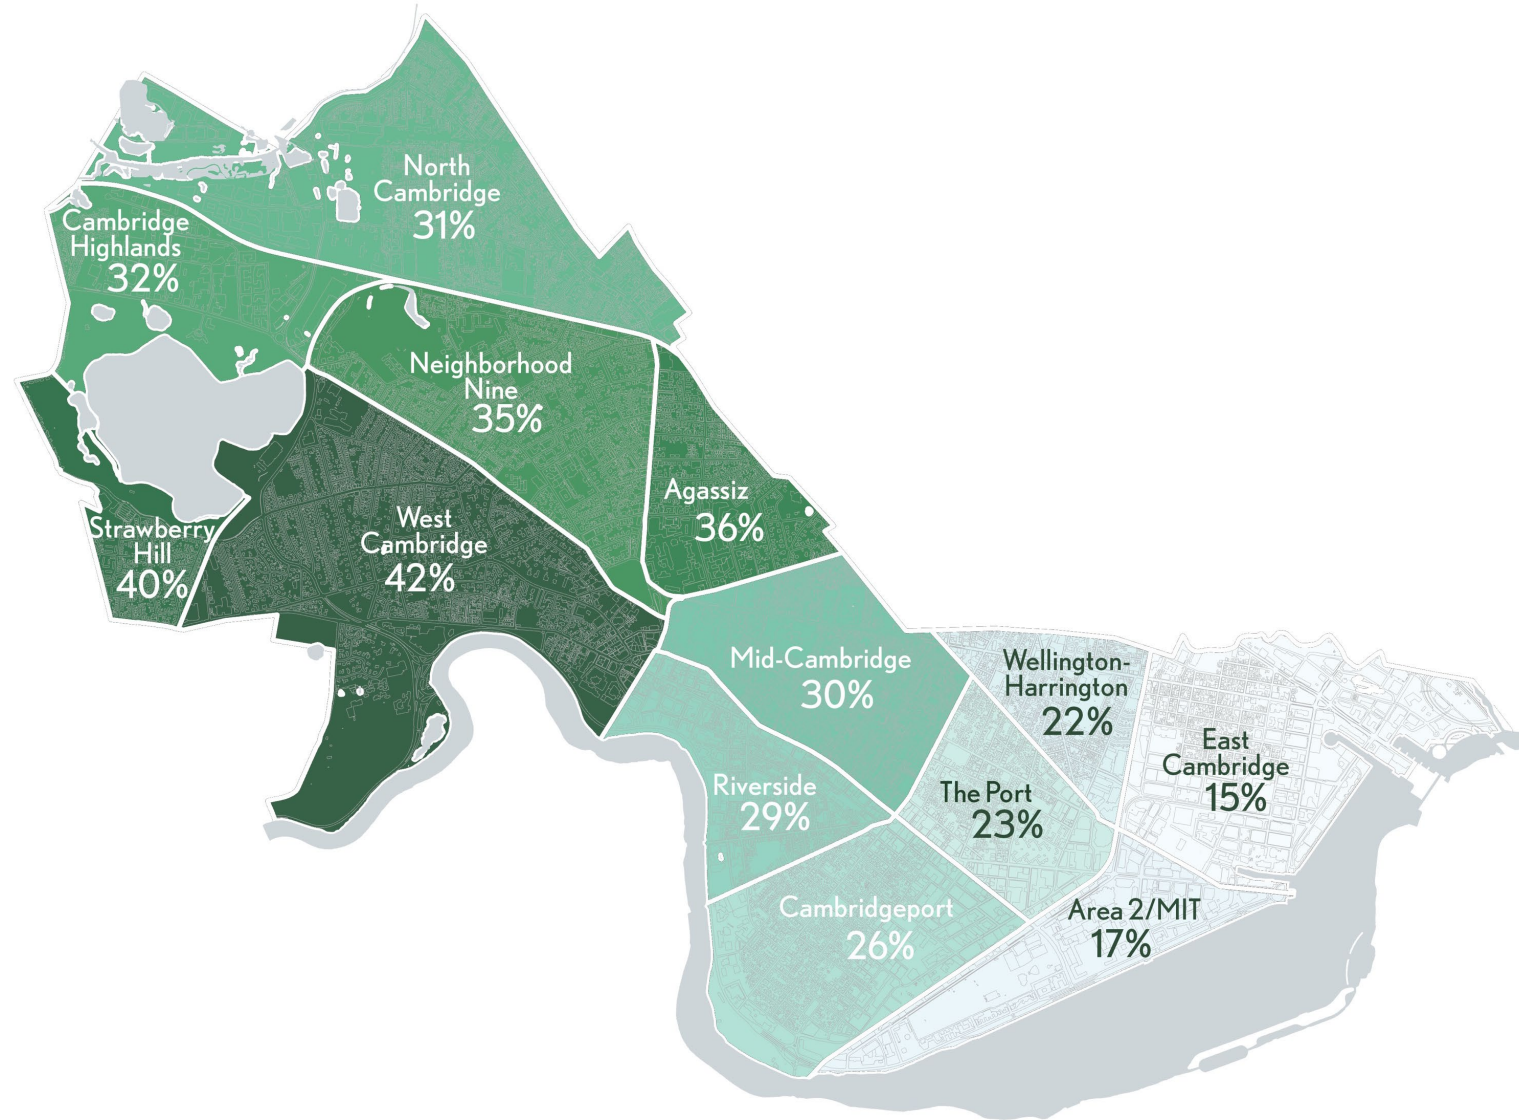 North
Cambridge
31%
Cambridge
Highlands
32%
Neighborhood
Nine
35%
Agassiz
36%
West
Cambridge
42%
Strawberry
Hill
40%
Mid-Cambridge
30%
Wellington-
Harrington
22%
East
Cambridge
15%
Riverside
29%
The Port
23%
Cambridgeport
26%
Area 2/MIT
17%